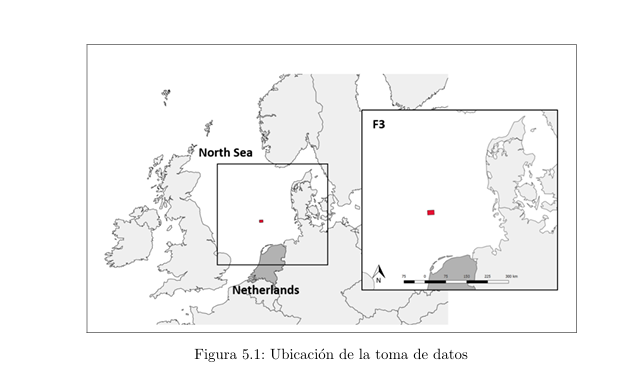 F3
North Sea
Netherlands
N
75 0 75 150 225 300 km
Figura 5.1: Ubicación de la toma de datos